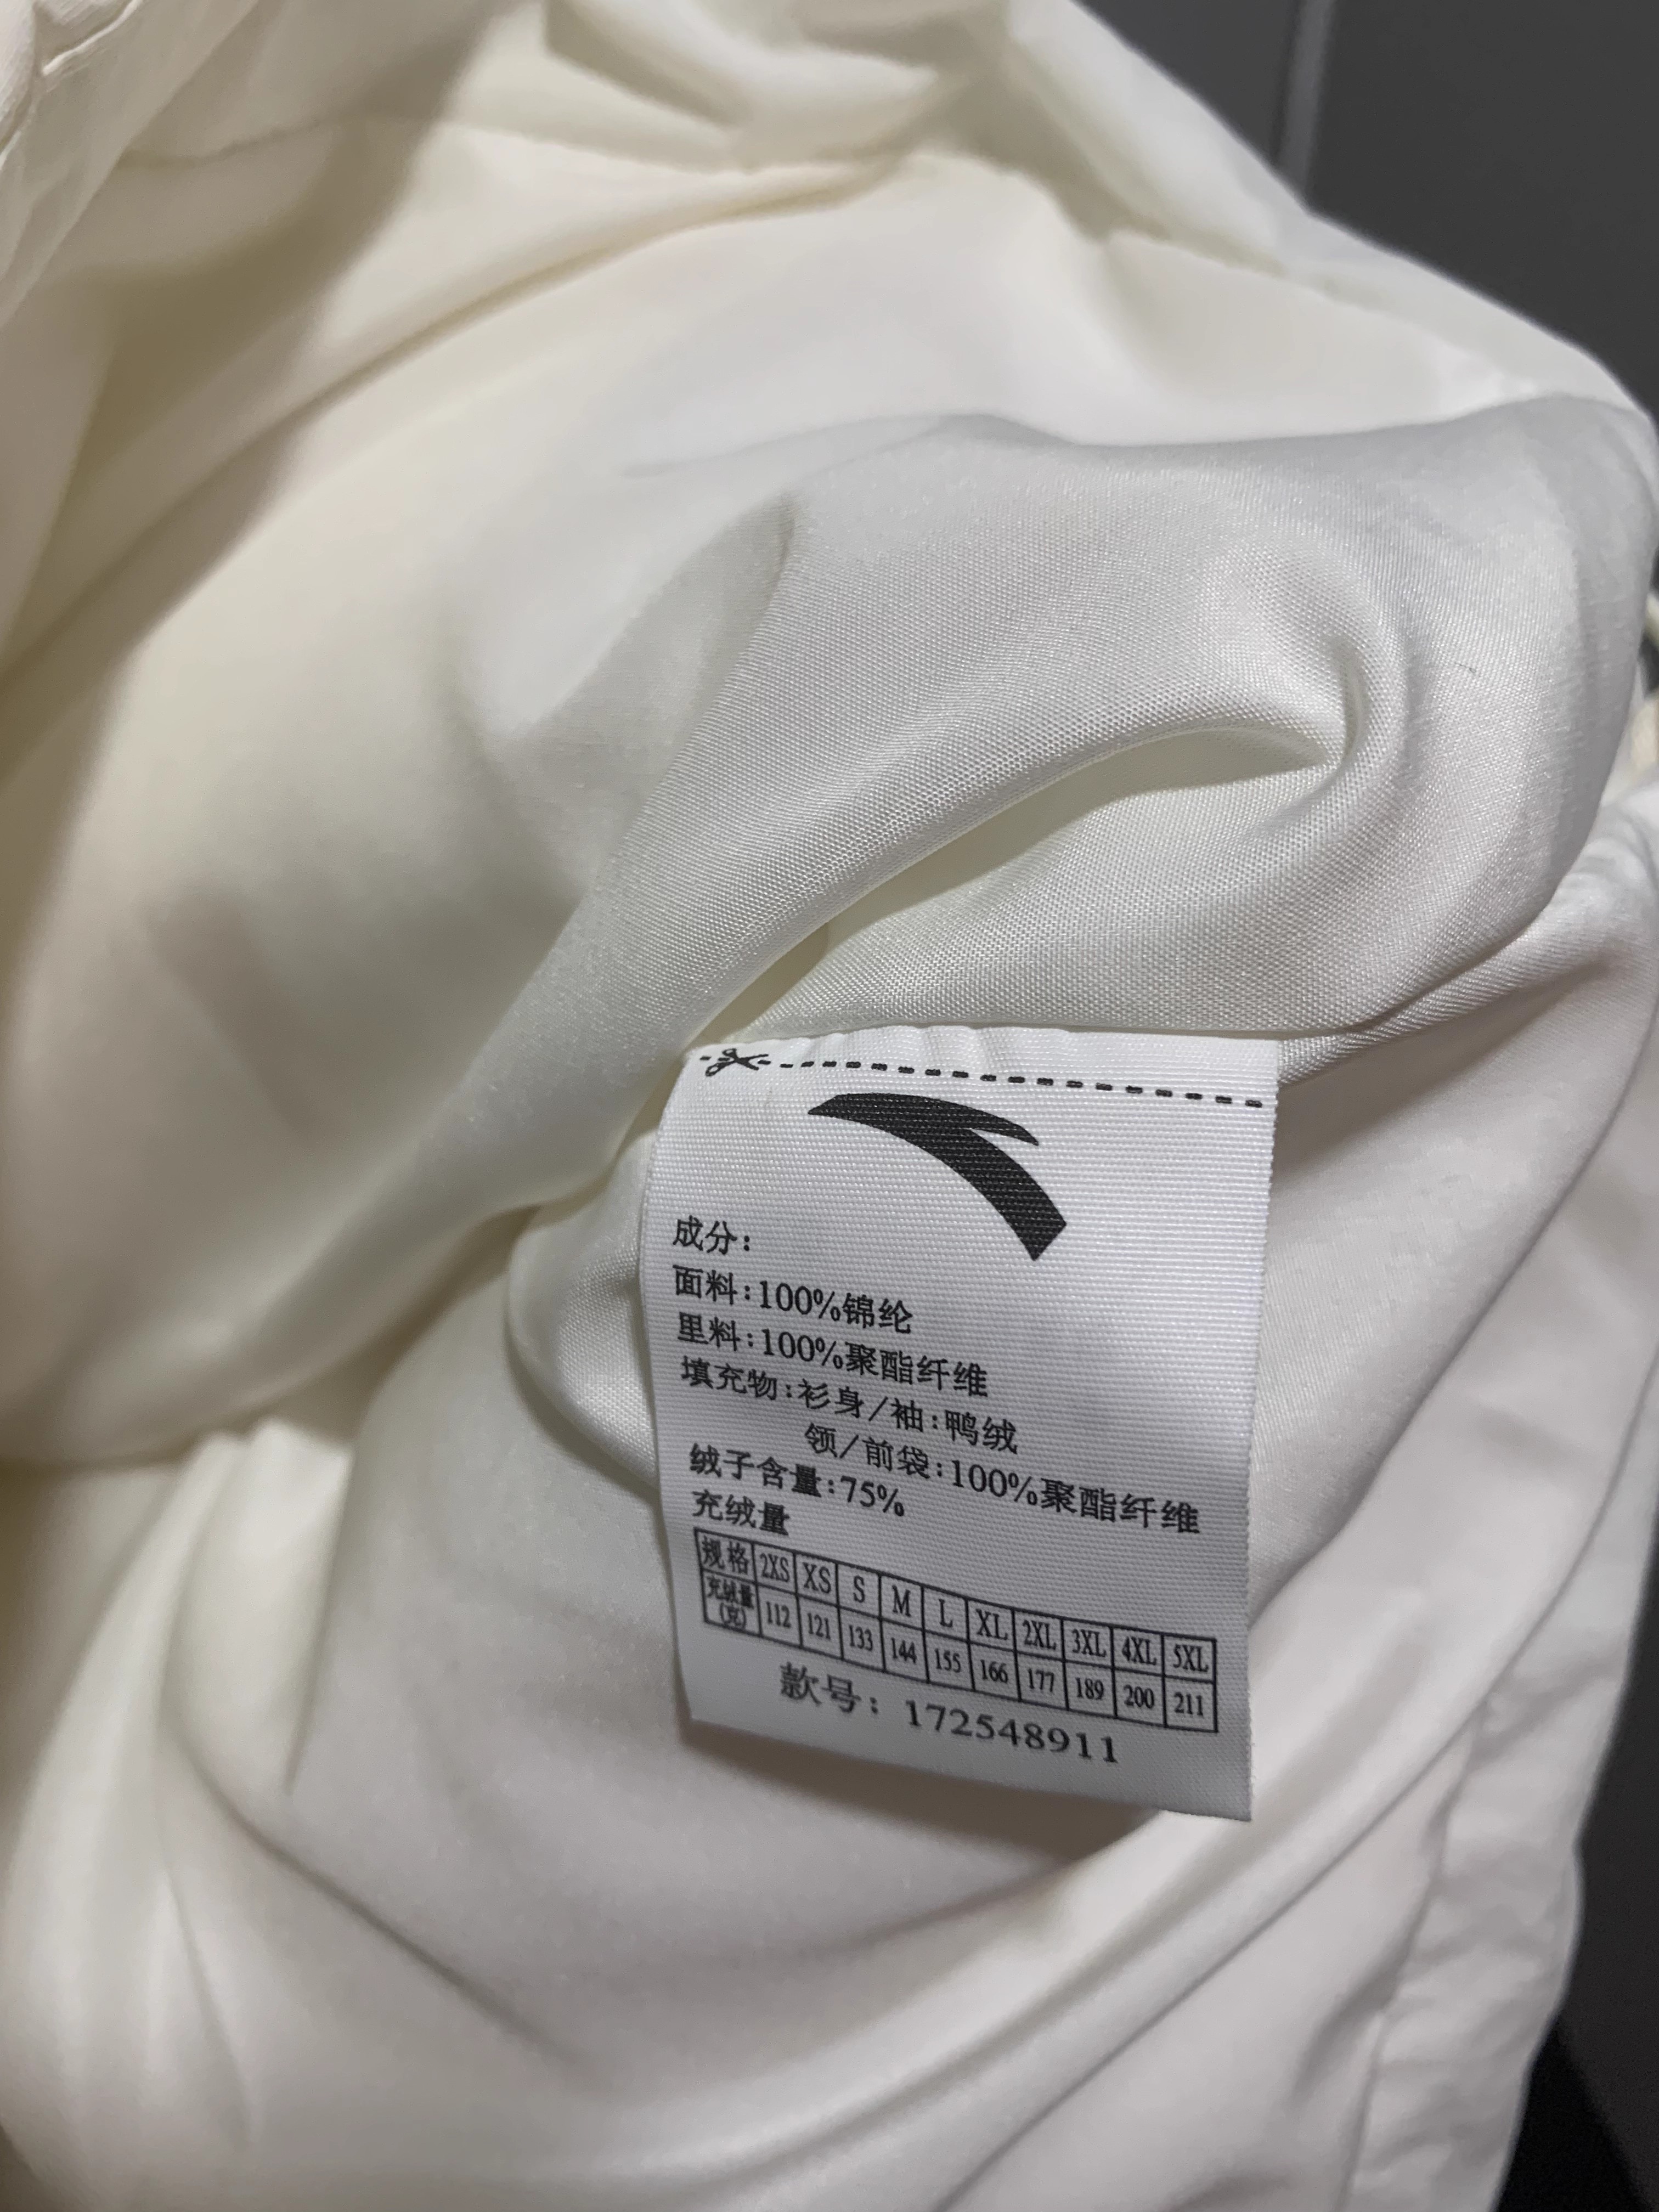 成分:
面料:100%锦纶
里料:100%聚酯纤维
填充物:衫身/袖:鸭绒
领/前袋:100%聚酯纤维
绒子含量:75%
充绒量
规格 2XS XS S M L XL 2XL 3XL 4XL 5XL
充绒量(克) 112 121 133 144 155 166 177 189 200 211
款号: 172548911